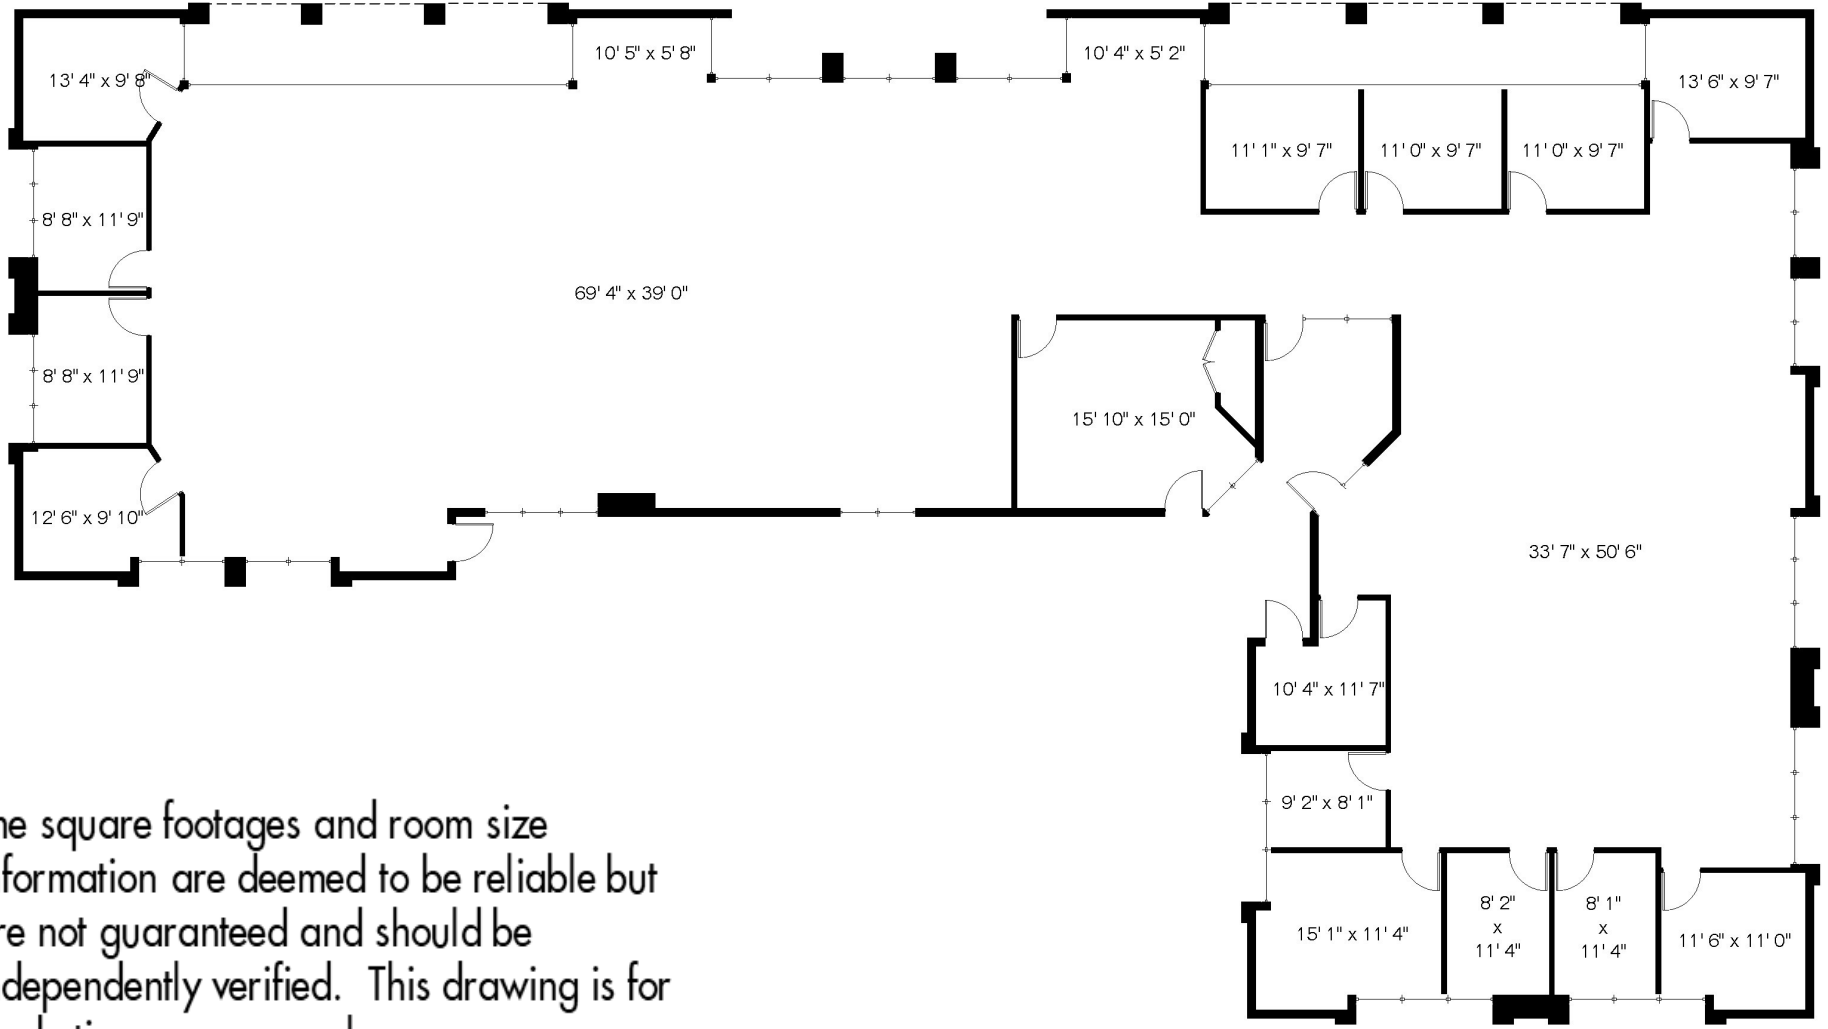 10' 5" x 5' 8"
10' 4" x 5' 2"
13' 4" x 9' 8"
13' 6" x 9' 7"
11' 1" x 9' 7"
11' 0" x 9' 7"
11' 0" x 9' 7"
8' 8" x 11' 9"
69' 4" x 39' 0"
8' 8" x 11' 9"
15' 10" x 15' 0"
12' 6" x 9' 10"
33' 7" x 50' 6"
10' 4" x 11' 7"
9' 2" x 8' 1"
15' 1" x 11' 4"
8' 2"
x
11' 4"
8' 1"
x
11' 4"
11' 6" x 11' 0"
ne square footages and room size
formation are deemed to be reliable but
re not guaranteed and should be
dependently verified. This drawing is for